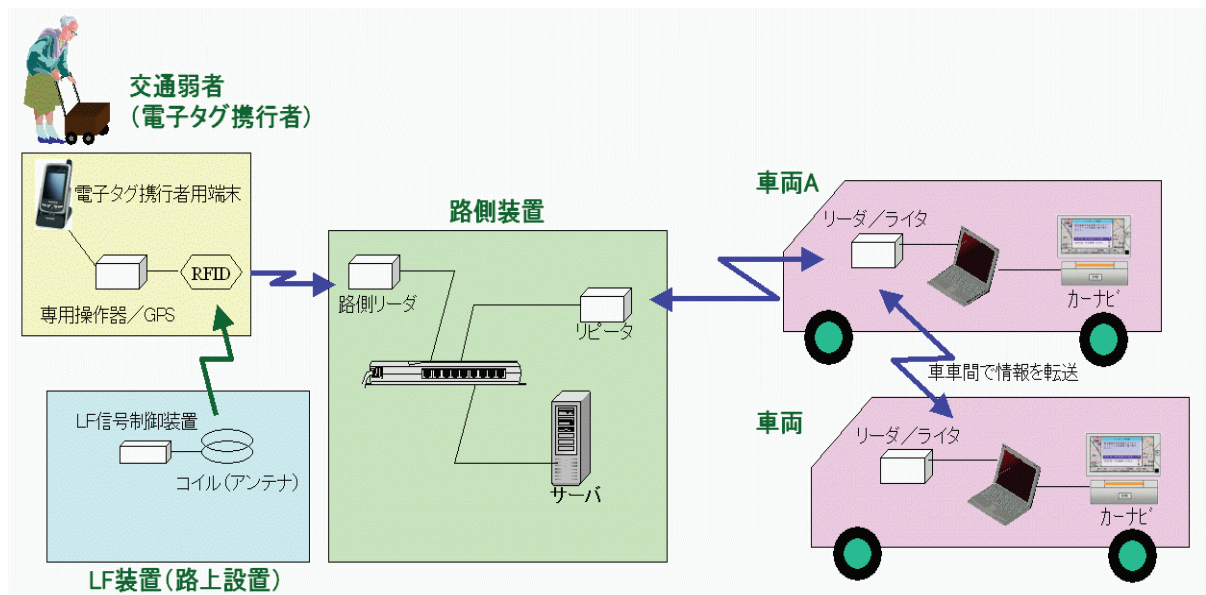 交通弱者
（電子タグ携行者）
電子タグ携行者用端末
RFID
専用操作器／GPS
LF信号制御装置
コイル（アンテナ）
LF装置（路上設置）
路側装置
路側リーダ
リピータ
サーバ
車両A
リーダ／ライタ
カーナビ
車車間で情報を転送
車両
リーダ／ライタ
カーナビ